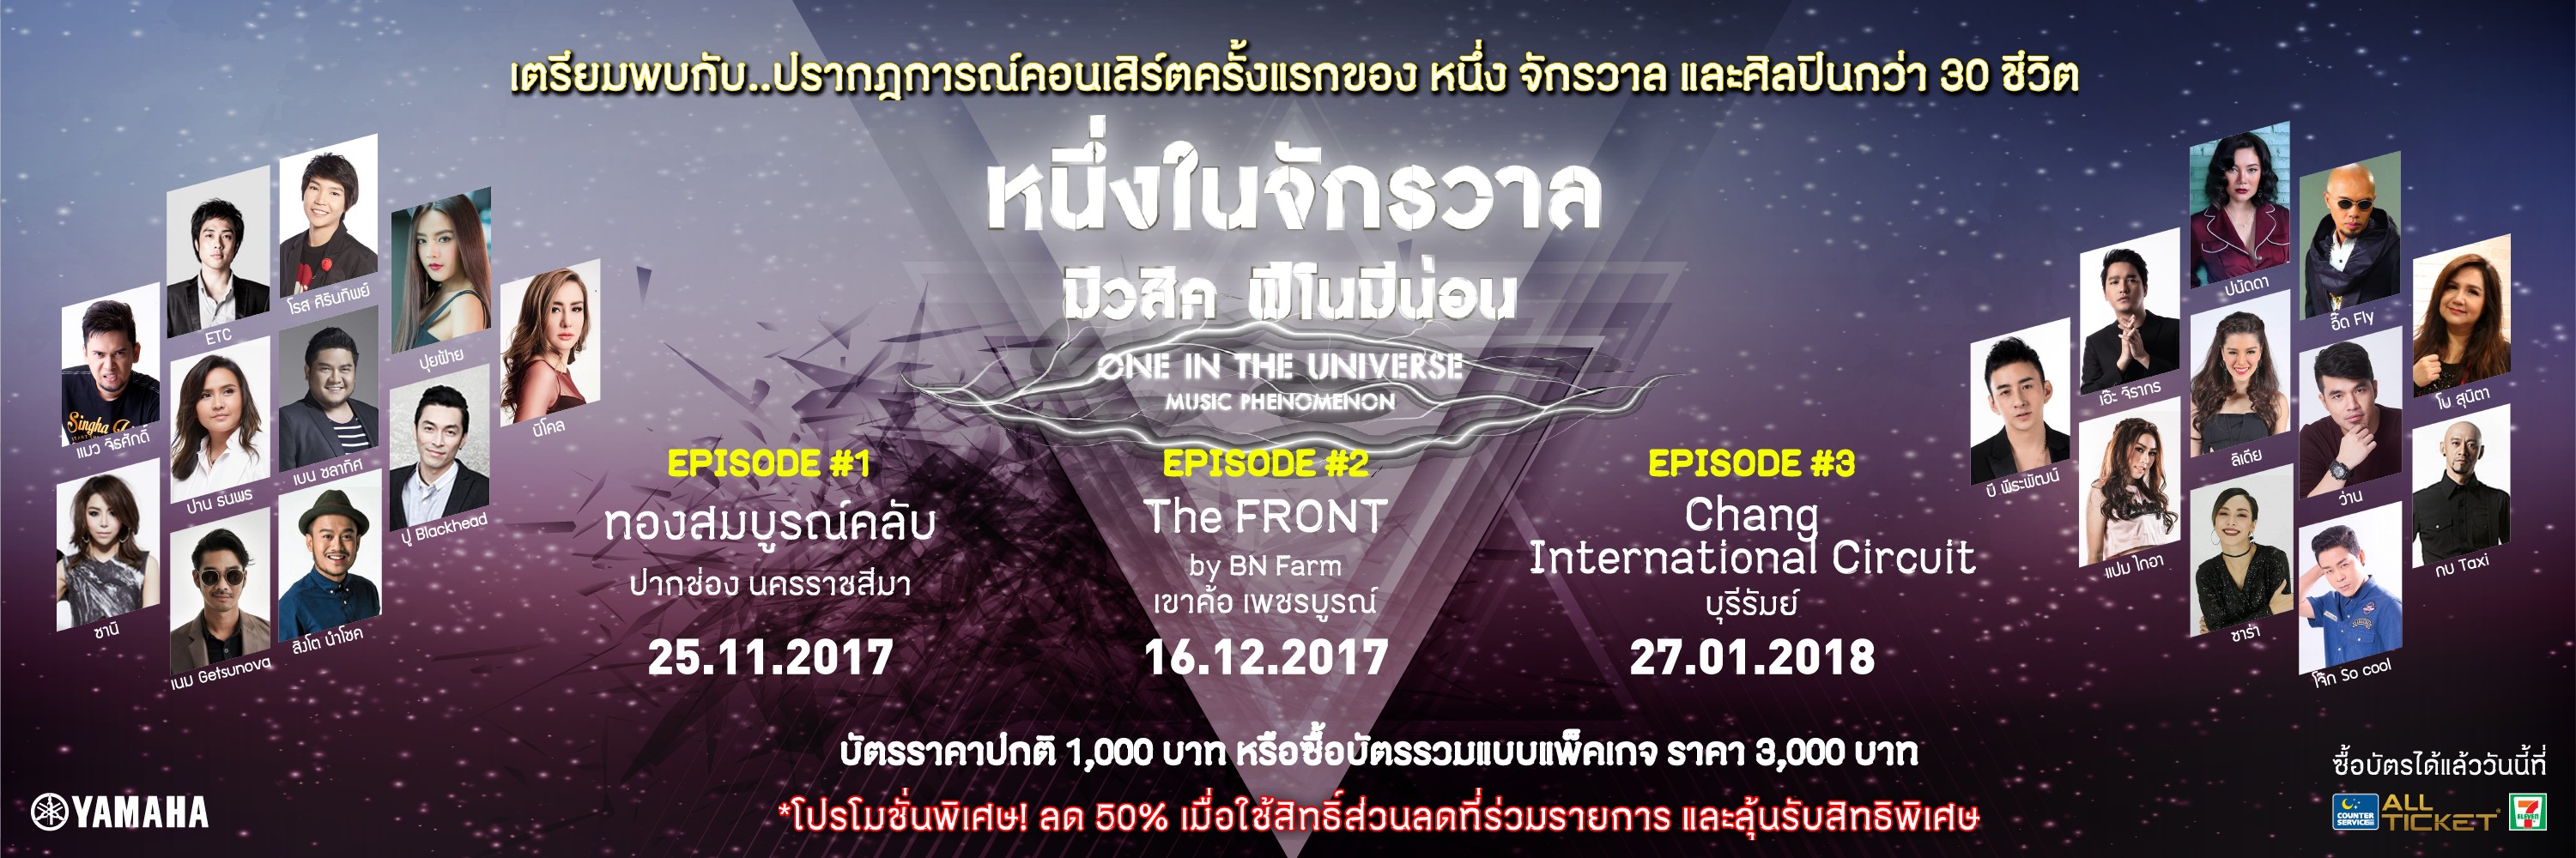 เตรียมพบกับ..ปรากฏการณ์คอนเสิร์ตครั้งแรกของ หนึ่ง จักรวาล และศิลปินกว่า 30 ชีวิต
หนึ่งในจักรวาล
มิวสิค ฟีโนมีน่อน
ONE IN THE UNIVERSE
MUSIC PHENOMENON
EPISODE #1
ทองสมบูรณ์คลับ
ปากช่อง นครราชสีมา
25.11.2017
EPISODE #2
The FRONT
by BN Farm
เขาค้อ เพชรบูรณ์
16.12.2017
EPISODE #3
Chang
International Circuit
บุรีรัมย์
27.01.2018
บัตรราคาปกติ 1,000 บาท หรือซื้อบัตรรวมแบบแพ็คเกจ ราคา 3,000 บาท
*โปรโมชั่นพิเศษ! ลด 50% เมื่อใช้สิทธิ์ส่วนลดที่ร่วมรายการ และลุ้นรับสิทธิพิเศษ
แมว จิรศักดิ์
ETC
โรส ศิรินทิพย์
ปุยฝ้าย
นิโคล
ซานิ
ปาน ธนพร
เบน ชลาทิศ
ปู Blackhead
เนม Getsunova
สิงโต นำโชค
Singha
ปนัดดา
อี๊ด Fly
เอ๊ะ จิรากร
โบ สุนิตา
บี พีระพัฒน์
ลิเดีย
ว่าน
แปม ไกอา
กบ Taxi
ซาร่า
โจ๊ก So cool
YAMAHA
ซื้อบัตรได้แล้ววันนี้ที่
COUNTER SERVICE
ALL TICKET
7 ELEVEN